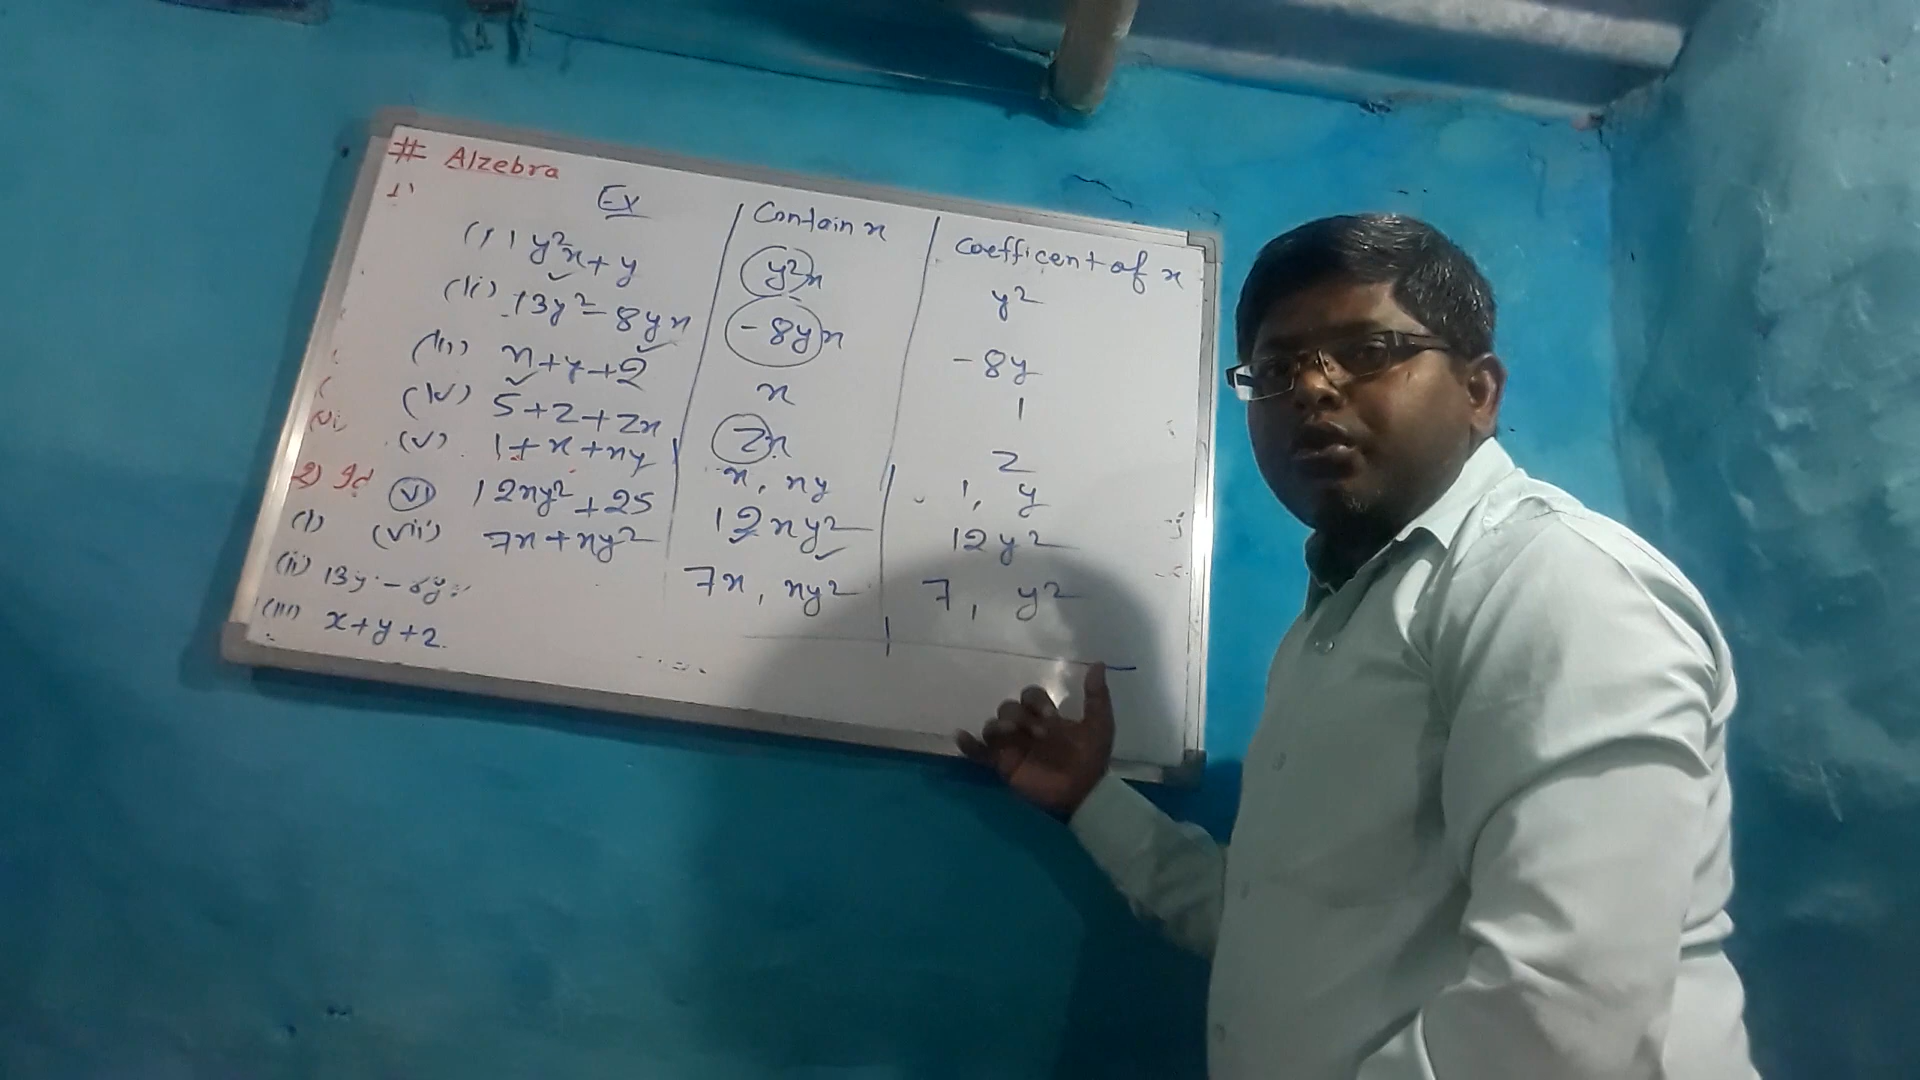 # Alzebra
1)
Ex | Contain x | Coefficent of x
(i) y²x+y | y²x | y²
(ii) 13y²-8yx | -8yx | -8y
(iii) x+y+2 | x | 1
(iv) 5+z+zx | zx | z
(v) 1+x+xy | x, xy | 1, y
(vi) 12xy²+25 | 12xy² | 12y²
(vii) 7x+xy² | 7x, xy² | 7, y²
(vi)
2) Id
(i)
(ii) 13y - 8y
(iii) x+y+2